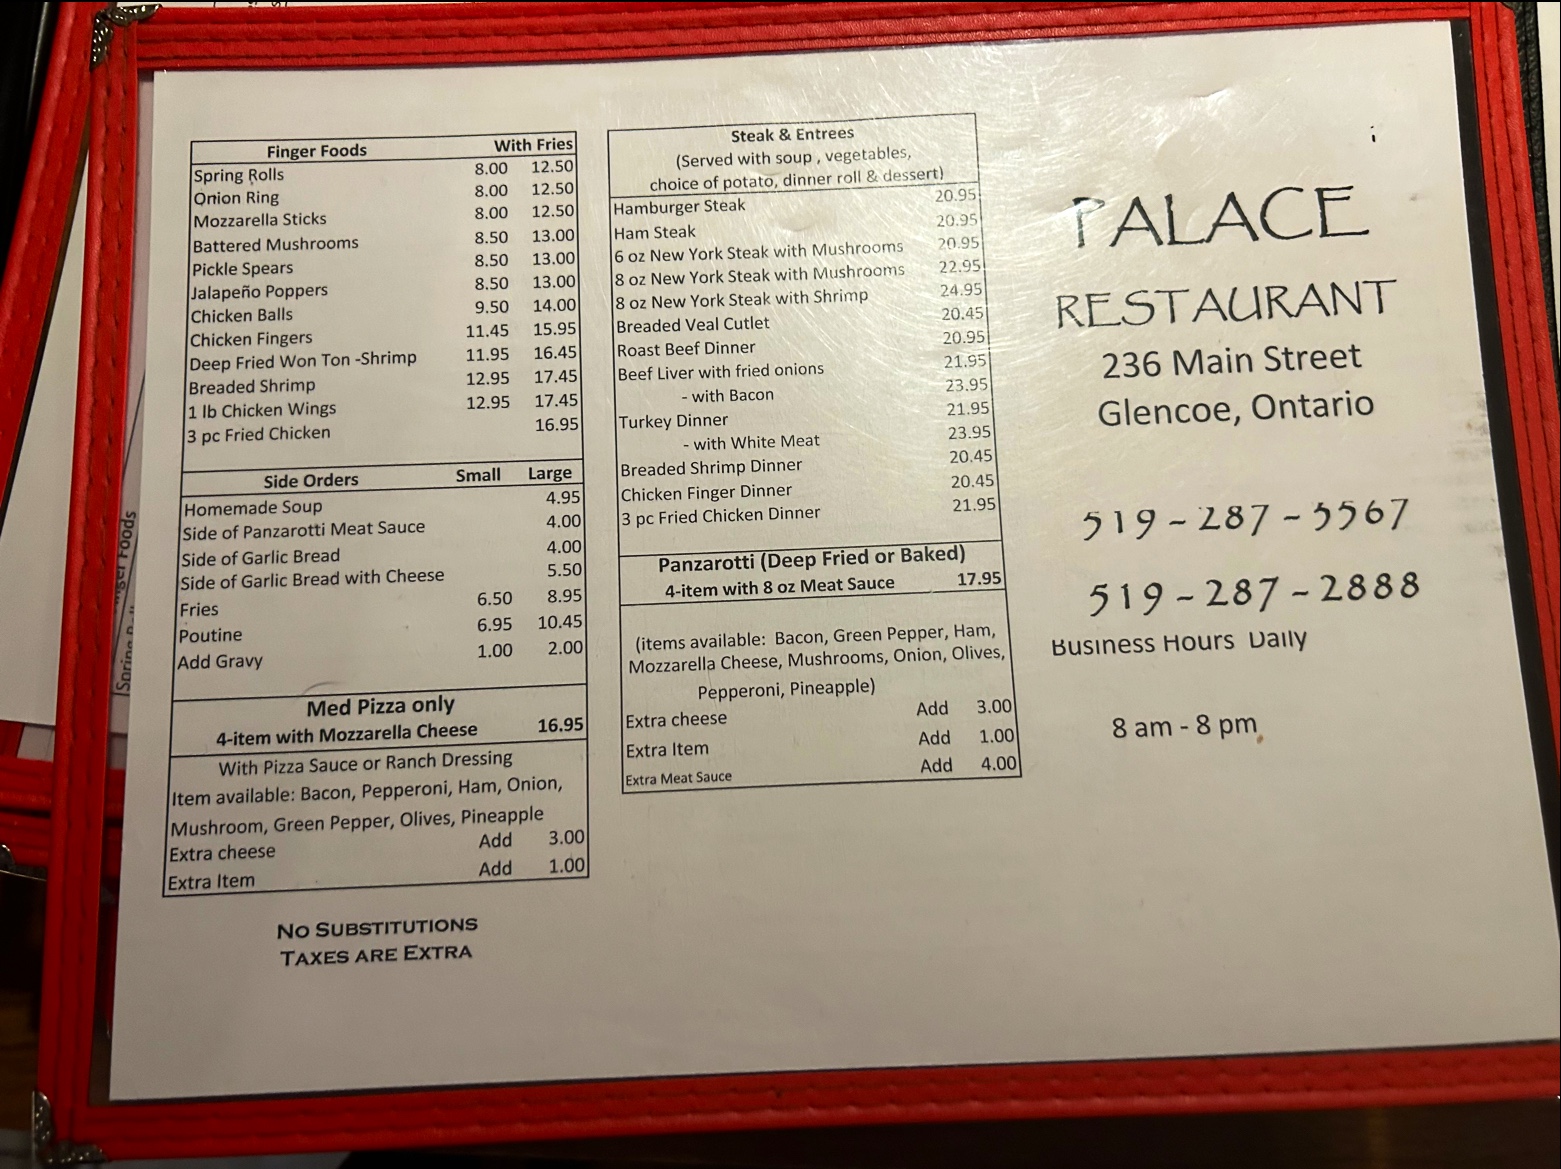 Finger Foods With Fries
Spring Rolls 8.00 12.50
Onion Ring 8.00 12.50
Mozzarella Sticks 8.00 12.50
Battered Mushrooms 8.50 13.00
Pickle Spears 8.50 13.00
Jalapeño Poppers 8.50 13.00
Chicken Balls 9.50 14.00
Chicken Fingers 11.45 15.95
Deep Fried Won Ton -Shrimp 11.95 16.45
Breaded Shrimp 12.95 17.45
1 lb Chicken Wings 12.95 17.45
3 pc Fried Chicken 16.95
Side Orders Small Large
Homemade Soup 4.95
Side of Panzarotti Meat Sauce 4.00
Side of Garlic Bread 4.00
Side of Garlic Bread with Cheese 5.50
Fries 6.50 8.95
Poutine 6.95 10.45
Add Gravy 1.00 2.00
Med Pizza only
4-item with Mozzarella Cheese 16.95
With Pizza Sauce or Ranch Dressing
Item available: Bacon, Pepperoni, Ham, Onion,
Mushroom, Green Pepper, Olives, Pineapple
Extra cheese Add 3.00
Extra Item Add 1.00
No Substitutions
Taxes are Extra
Steak & Entrees
(Served with soup , vegetables,
choice of potato, dinner roll & dessert)
Hamburger Steak 20.95
Ham Steak 20.95
6 oz New York Steak with Mushrooms 20.95
8 oz New York Steak with Mushrooms 22.95
8 oz New York Steak with Shrimp 24.95
Breaded Veal Cutlet 20.45
Roast Beef Dinner 20.95
Beef Liver with fried onions 21.95
- with Bacon 23.95
Turkey Dinner 21.95
- with White Meat 23.95
Breaded Shrimp Dinner 20.45
Chicken Finger Dinner 20.45
3 pc Fried Chicken Dinner 21.95
Panzarotti (Deep Fried or Baked)
4-item with 8 oz Meat Sauce 17.95
(items available: Bacon, Green Pepper, Ham,
Mozzarella Cheese, Mushrooms, Onion, Olives,
Pepperoni, Pineapple)
Extra cheese Add 3.00
Extra Item Add 1.00
Extra Meat Sauce Add 4.00
PALACE
RESTAURANT
236 Main Street
Glencoe, Ontario
519-287-5567
519-287-2888
Business Hours Daily
8 am - 8 pm